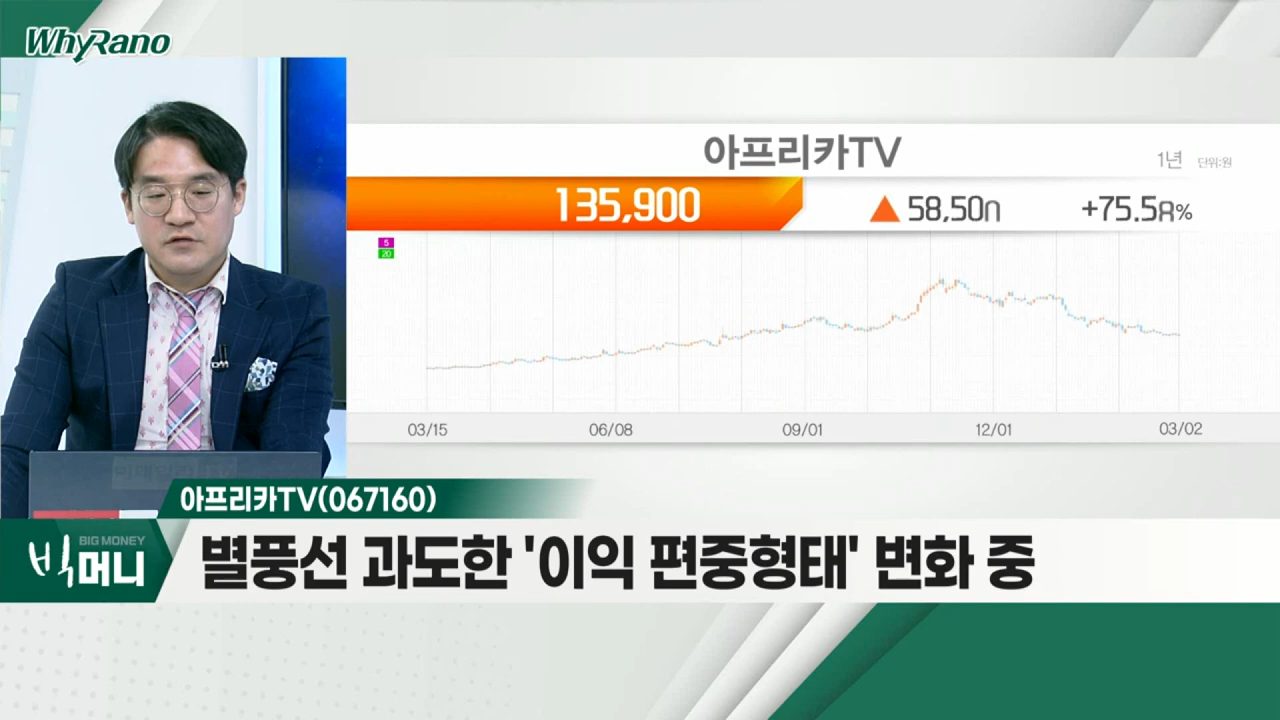 WhyRano
아프리카TV
1년 단위:원
135,900
▲ 58,500 +75.58%
5
20
03/15 06/08 09/01 12/01 03/02
아프리카TV(067160)
BIG MONEY
빅머니
별풍선 과도한 '이익 편중형태' 변화 중